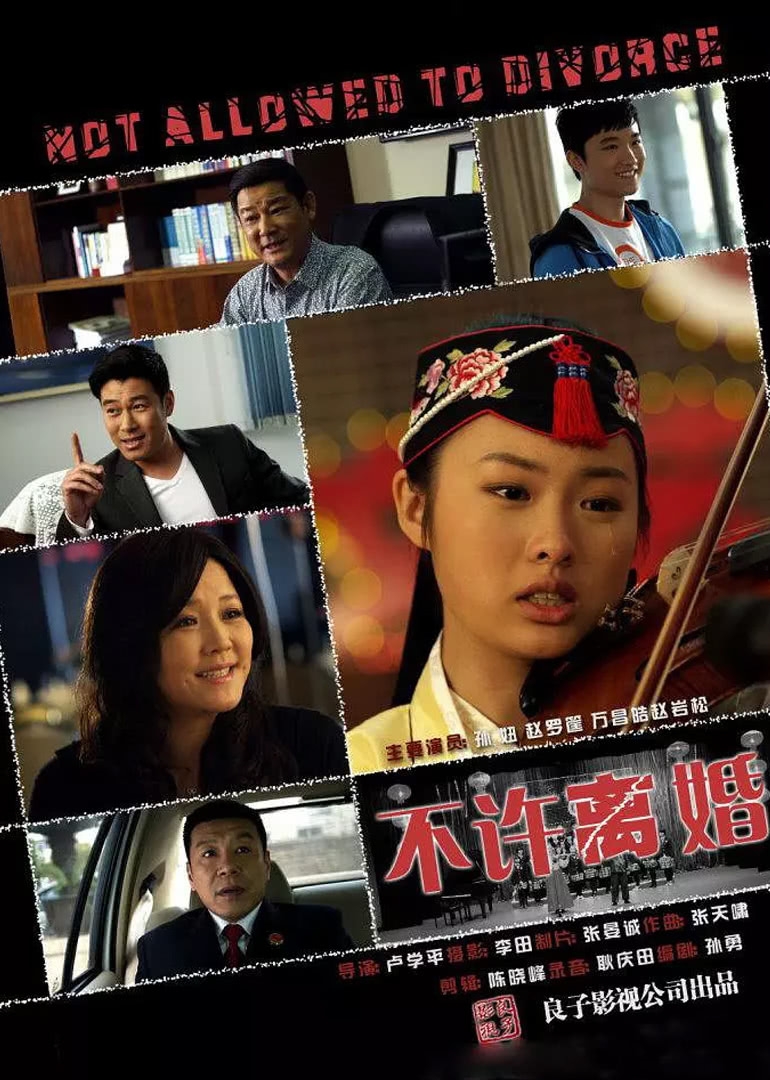 NOT ALLOWED TO DIVORCE
主要演员: 孙妞 赵罗筐 万昌皓 赵岩松
不许离婚
导演: 卢学平 摄影: 李田 制片: 张晏诚 作曲: 张天啸
剪辑: 陈晓峰 录音: 耿庆田 编剧: 孙勇
良子影视公司出品